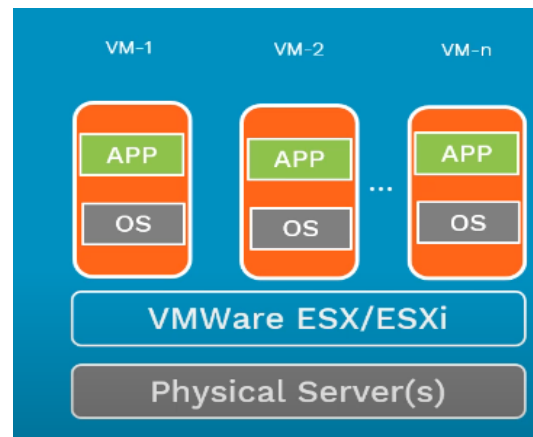 VM-1 VM-2 VM-n
APP APP APP
...
OS OS OS
VMWare ESX/ESXi
Physical Server(s)